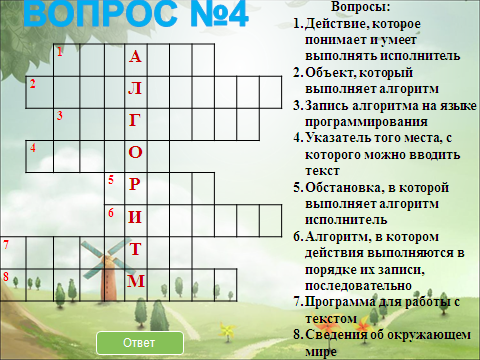 ВОПРОС №4
Вопросы:
1. Действие, которое
понимает и умеет
выполнять исполнитель
2. Объект, который
выполняет алгоритм
3. Запись алгоритма на языке
программирования
4. Указатель того места, с
которого можно вводить
текст
5. Обстановка, в которой
выполняет алгоритм
исполнитель
6. Алгоритм, в котором
действия выполняются в
порядке их записи,
последовательно
7. Программа для работы с
текстом
8. Сведения об окружающем
мире
1 А
2 Л
3 Г
4 О
5 Р
6 И
7 Т
8 М
Ответ